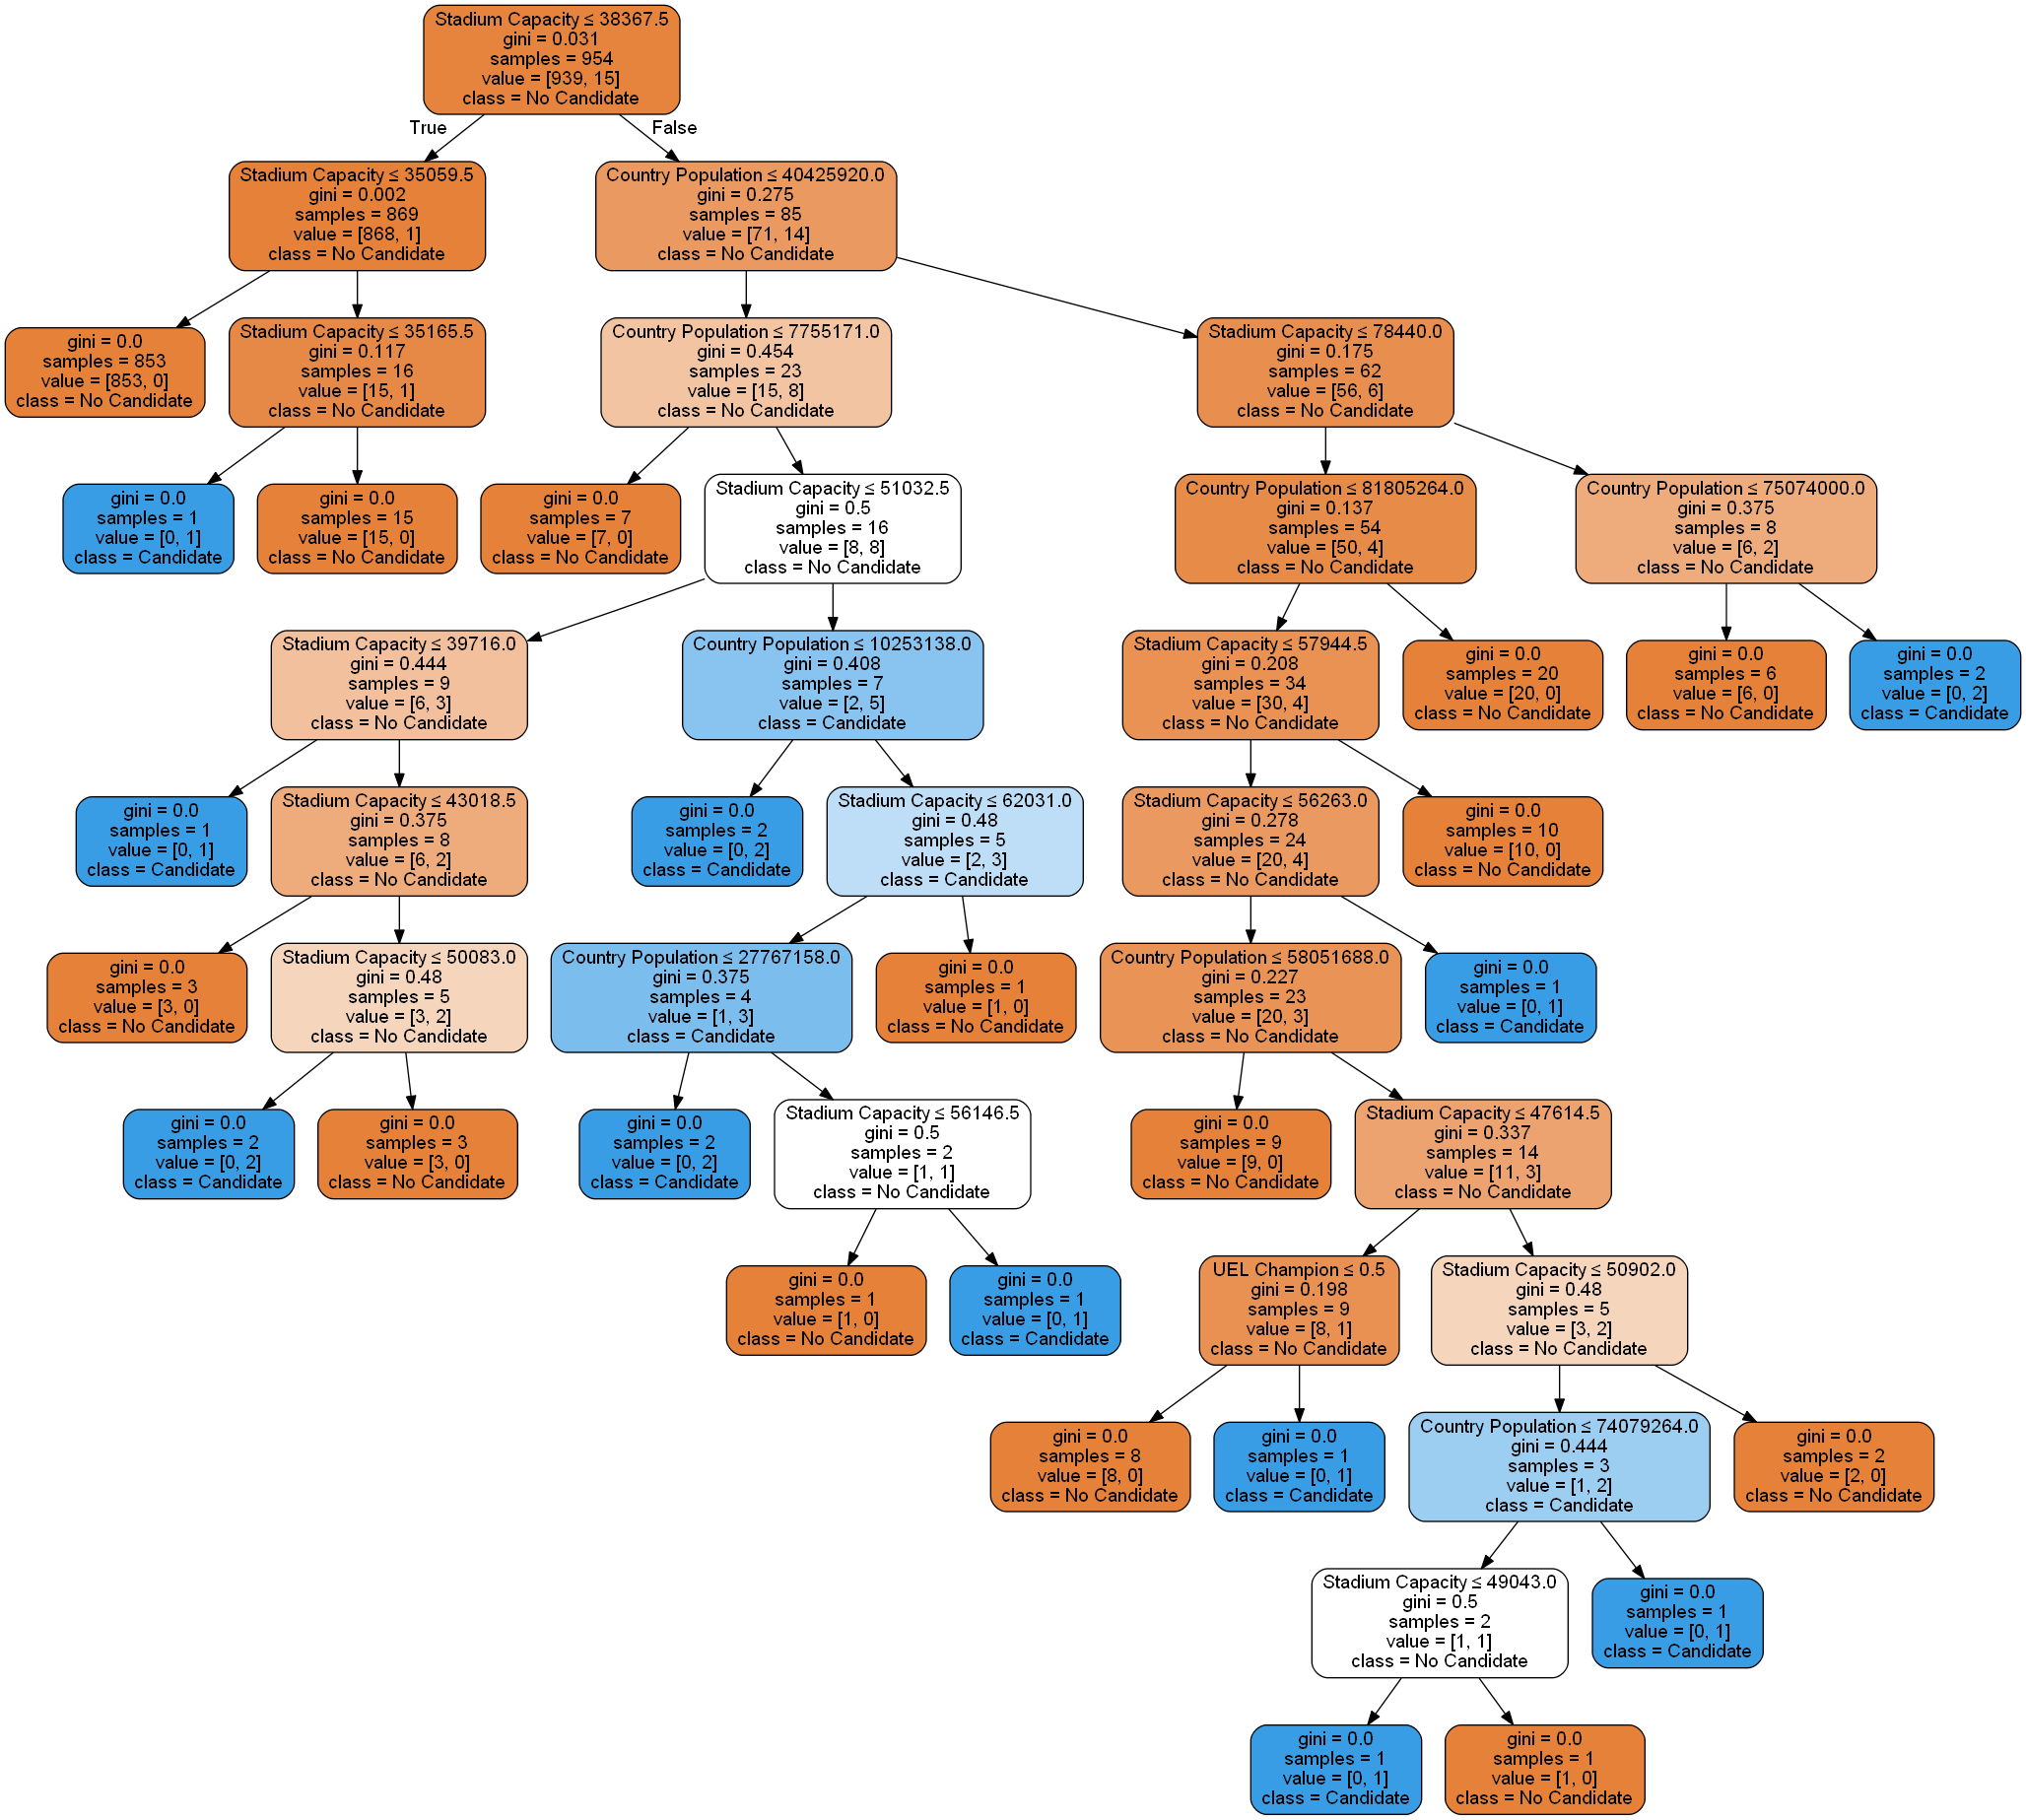 Stadium Capacity ≤ 38367.5
gini = 0.031
samples = 954
value = [939, 15]
class = No Candidate
True
False
Stadium Capacity ≤ 35059.5
gini = 0.002
samples = 869
value = [868, 1]
class = No Candidate
Country Population ≤ 40425920.0
gini = 0.275
samples = 85
value = [71, 14]
class = No Candidate
gini = 0.0
samples = 853
value = [853, 0]
class = No Candidate
Stadium Capacity ≤ 35165.5
gini = 0.117
samples = 16
value = [15, 1]
class = No Candidate
Country Population ≤ 7755171.0
gini = 0.454
samples = 23
value = [15, 8]
class = No Candidate
Stadium Capacity ≤ 78440.0
gini = 0.175
samples = 62
value = [56, 6]
class = No Candidate
gini = 0.0
samples = 1
value = [0, 1]
class = Candidate
gini = 0.0
samples = 15
value = [15, 0]
class = No Candidate
gini = 0.0
samples = 7
value = [7, 0]
class = No Candidate
Stadium Capacity ≤ 51032.5
gini = 0.5
samples = 16
value = [8, 8]
class = No Candidate
Country Population ≤ 81805264.0
gini = 0.137
samples = 54
value = [50, 4]
class = No Candidate
Country Population ≤ 75074000.0
gini = 0.375
samples = 8
value = [6, 2]
class = No Candidate
Stadium Capacity ≤ 39716.0
gini = 0.444
samples = 9
value = [6, 3]
class = No Candidate
Country Population ≤ 10253138.0
gini = 0.408
samples = 7
value = [2, 5]
class = Candidate
Stadium Capacity ≤ 57944.5
gini = 0.208
samples = 34
value = [30, 4]
class = No Candidate
gini = 0.0
samples = 20
value = [20, 0]
class = No Candidate
gini = 0.0
samples = 6
value = [6, 0]
class = No Candidate
gini = 0.0
samples = 2
value = [0, 2]
class = Candidate
gini = 0.0
samples = 1
value = [0, 1]
class = Candidate
Stadium Capacity ≤ 43018.5
gini = 0.375
samples = 8
value = [6, 2]
class = No Candidate
gini = 0.0
samples = 2
value = [0, 2]
class = Candidate
Stadium Capacity ≤ 62031.0
gini = 0.48
samples = 5
value = [2, 3]
class = Candidate
Stadium Capacity ≤ 56263.0
gini = 0.278
samples = 24
value = [20, 4]
class = No Candidate
gini = 0.0
samples = 10
value = [10, 0]
class = No Candidate
gini = 0.0
samples = 3
value = [3, 0]
class = No Candidate
Stadium Capacity ≤ 50083.0
gini = 0.48
samples = 5
value = [3, 2]
class = No Candidate
Country Population ≤ 27767158.0
gini = 0.375
samples = 4
value = [1, 3]
class = Candidate
gini = 0.0
samples = 1
value = [1, 0]
class = No Candidate
Country Population ≤ 58051688.0
gini = 0.227
samples = 23
value = [20, 3]
class = No Candidate
gini = 0.0
samples = 1
value = [0, 1]
class = Candidate
gini = 0.0
samples = 2
value = [0, 2]
class = Candidate
gini = 0.0
samples = 3
value = [3, 0]
class = No Candidate
gini = 0.0
samples = 2
value = [0, 2]
class = Candidate
Stadium Capacity ≤ 56146.5
gini = 0.5
samples = 2
value = [1, 1]
class = No Candidate
gini = 0.0
samples = 9
value = [9, 0]
class = No Candidate
Stadium Capacity ≤ 47614.5
gini = 0.337
samples = 14
value = [11, 3]
class = No Candidate
gini = 0.0
samples = 1
value = [1, 0]
class = No Candidate
gini = 0.0
samples = 1
value = [0, 1]
class = Candidate
UEL Champion ≤ 0.5
gini = 0.198
samples = 9
value = [8, 1]
class = No Candidate
Stadium Capacity ≤ 50902.0
gini = 0.48
samples = 5
value = [3, 2]
class = No Candidate
gini = 0.0
samples = 8
value = [8, 0]
class = No Candidate
gini = 0.0
samples = 1
value = [0, 1]
class = Candidate
Country Population ≤ 74079264.0
gini = 0.444
samples = 3
value = [1, 2]
class = Candidate
gini = 0.0
samples = 2
value = [2, 0]
class = No Candidate
Stadium Capacity ≤ 49043.0
gini = 0.5
samples = 2
value = [1, 1]
class = No Candidate
gini = 0.0
samples = 1
value = [0, 1]
class = Candidate
gini = 0.0
samples = 1
value = [0, 1]
class = Candidate
gini = 0.0
samples = 1
value = [1, 0]
class = No Candidate